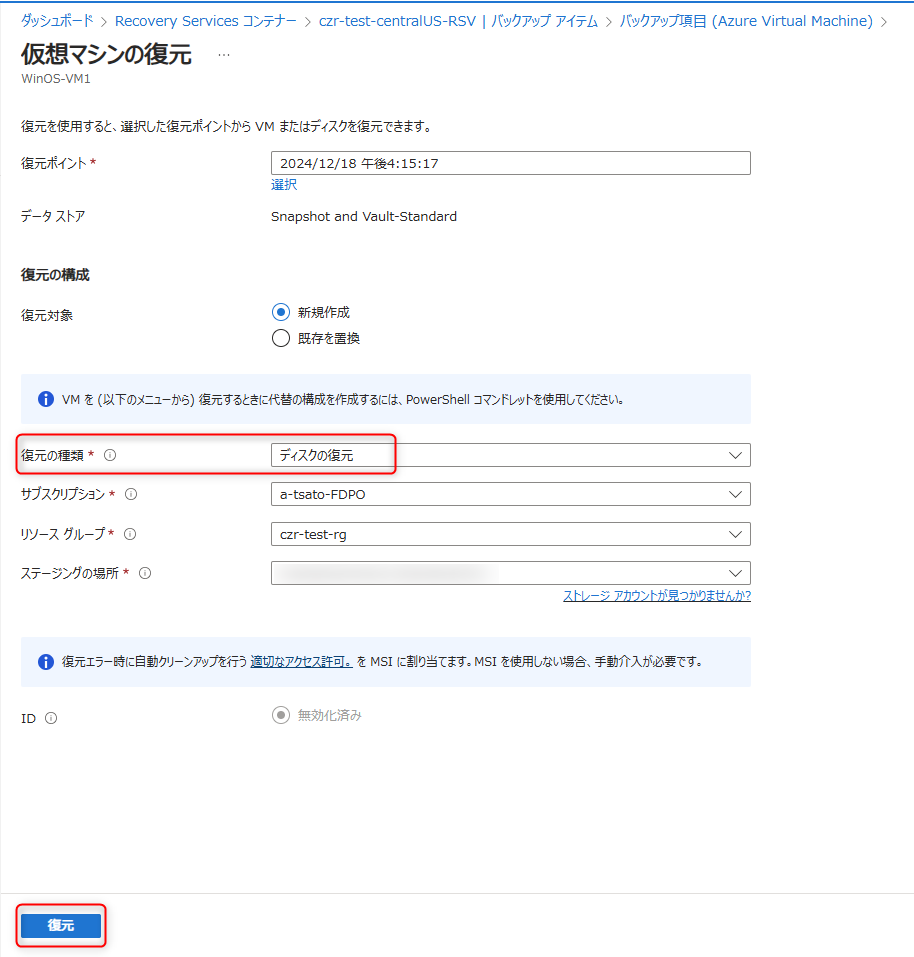 ダッシュボード > Recovery Services コンテナー > czr-test-centralUS-RSV | バックアップ アイテム > バックアップ項目 (Azure Virtual Machine) >
仮想マシンの復元 ...
WinOS-VM1
復元を使用すると、選択した復元ポイントから VM またはディスクを復元できます。
復元ポイント * 2024/12/18 午後4:15:17
選択
データ ストア Snapshot and Vault-Standard
復元の構成
復元対象 新規作成
既存を置換
VM を (以下のメニューから) 復元するときに代替の構成を作成するには、PowerShell コマンドレットを使用してください。
復元の種類 * ディスクの復元
サブスクリプション * a-tsato-FDPO
リソース グループ * czr-test-rg
ステージングの場所 *
ストレージ アカウントが見つかりませんか?
復元エラー時に自動クリーンアップを行う 適切なアクセス許可。 を MSI に割り当てます。MSI を使用しない場合、手動介入が必要です。
ID 無効化済み
復元